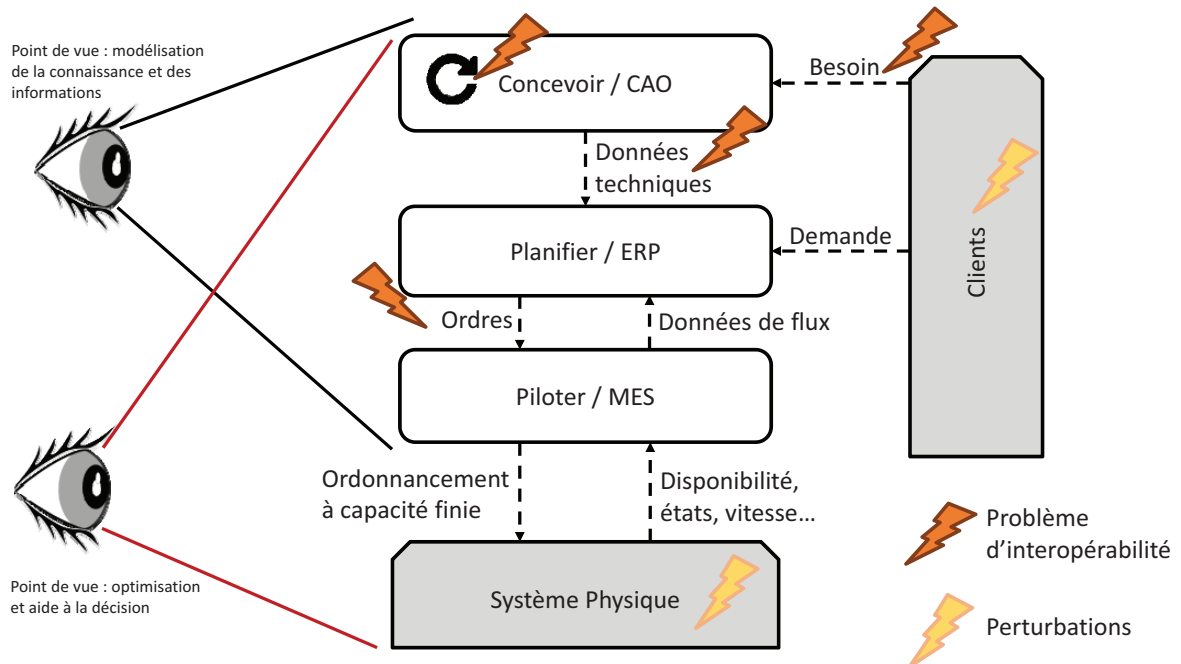 Point de vue : modélisation
de la connaissance et des
informations
Concevoir / CAO
Besoin
Données
techniques
Planifier / ERP
Demande
Clients
Ordres
Données de flux
Piloter / MES
Ordonnancement
à capacité finie
Disponibilité,
états, vitesse…
Système Physique
Point de vue : optimisation
et aide à la décision
Problème
d’interopérabilité
Perturbations